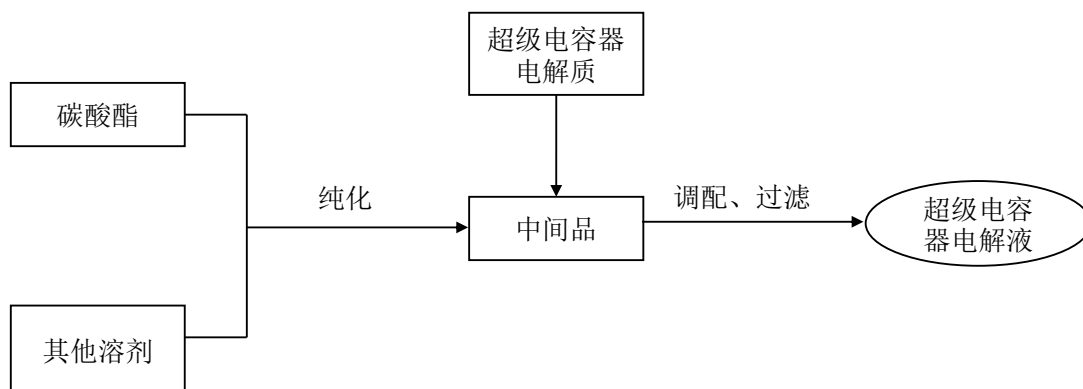 超级电容器
电解质
碳酸酯
纯化
调配、过滤
中间品
超级电容
器电解液
其他溶剂